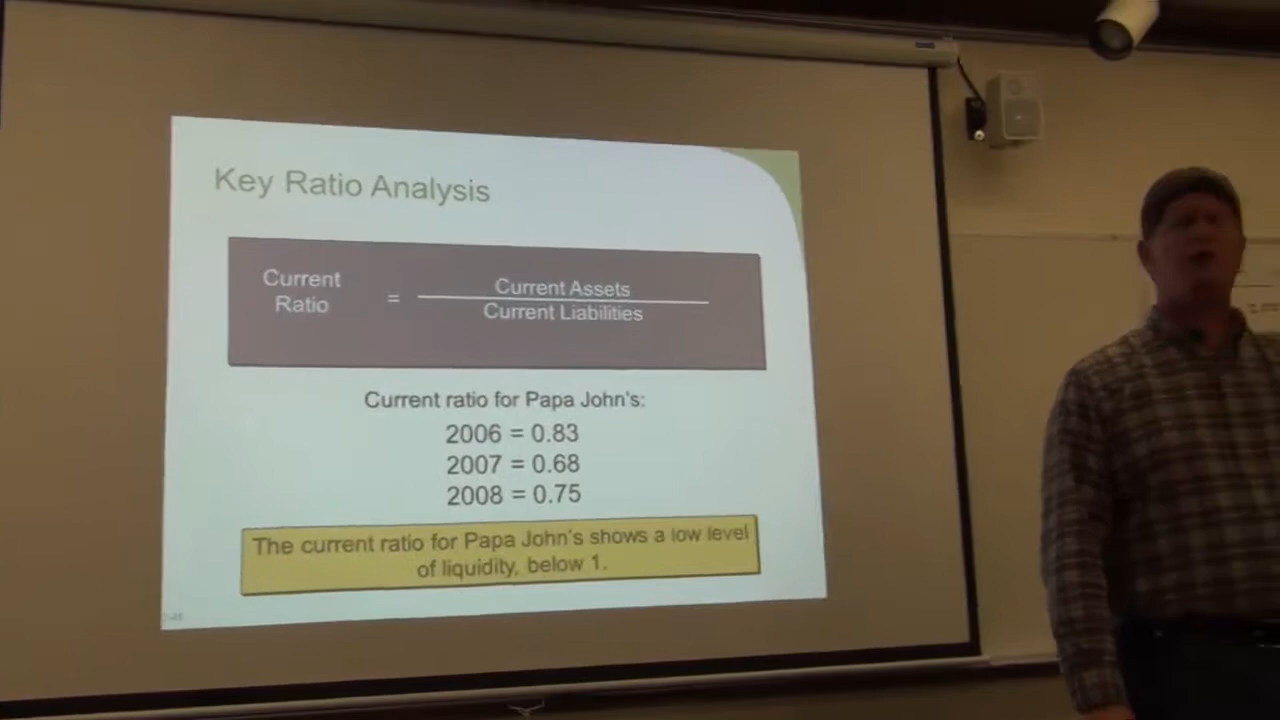 Key Ratio Analysis
Current
Ratio
=
Current Assets
Current Liabilities
Current ratio for Papa John's:
2006 = 0.83
2007 = 0.68
2008 = 0.75
The current ratio for Papa John's shows a low level
of liquidity, below 1.